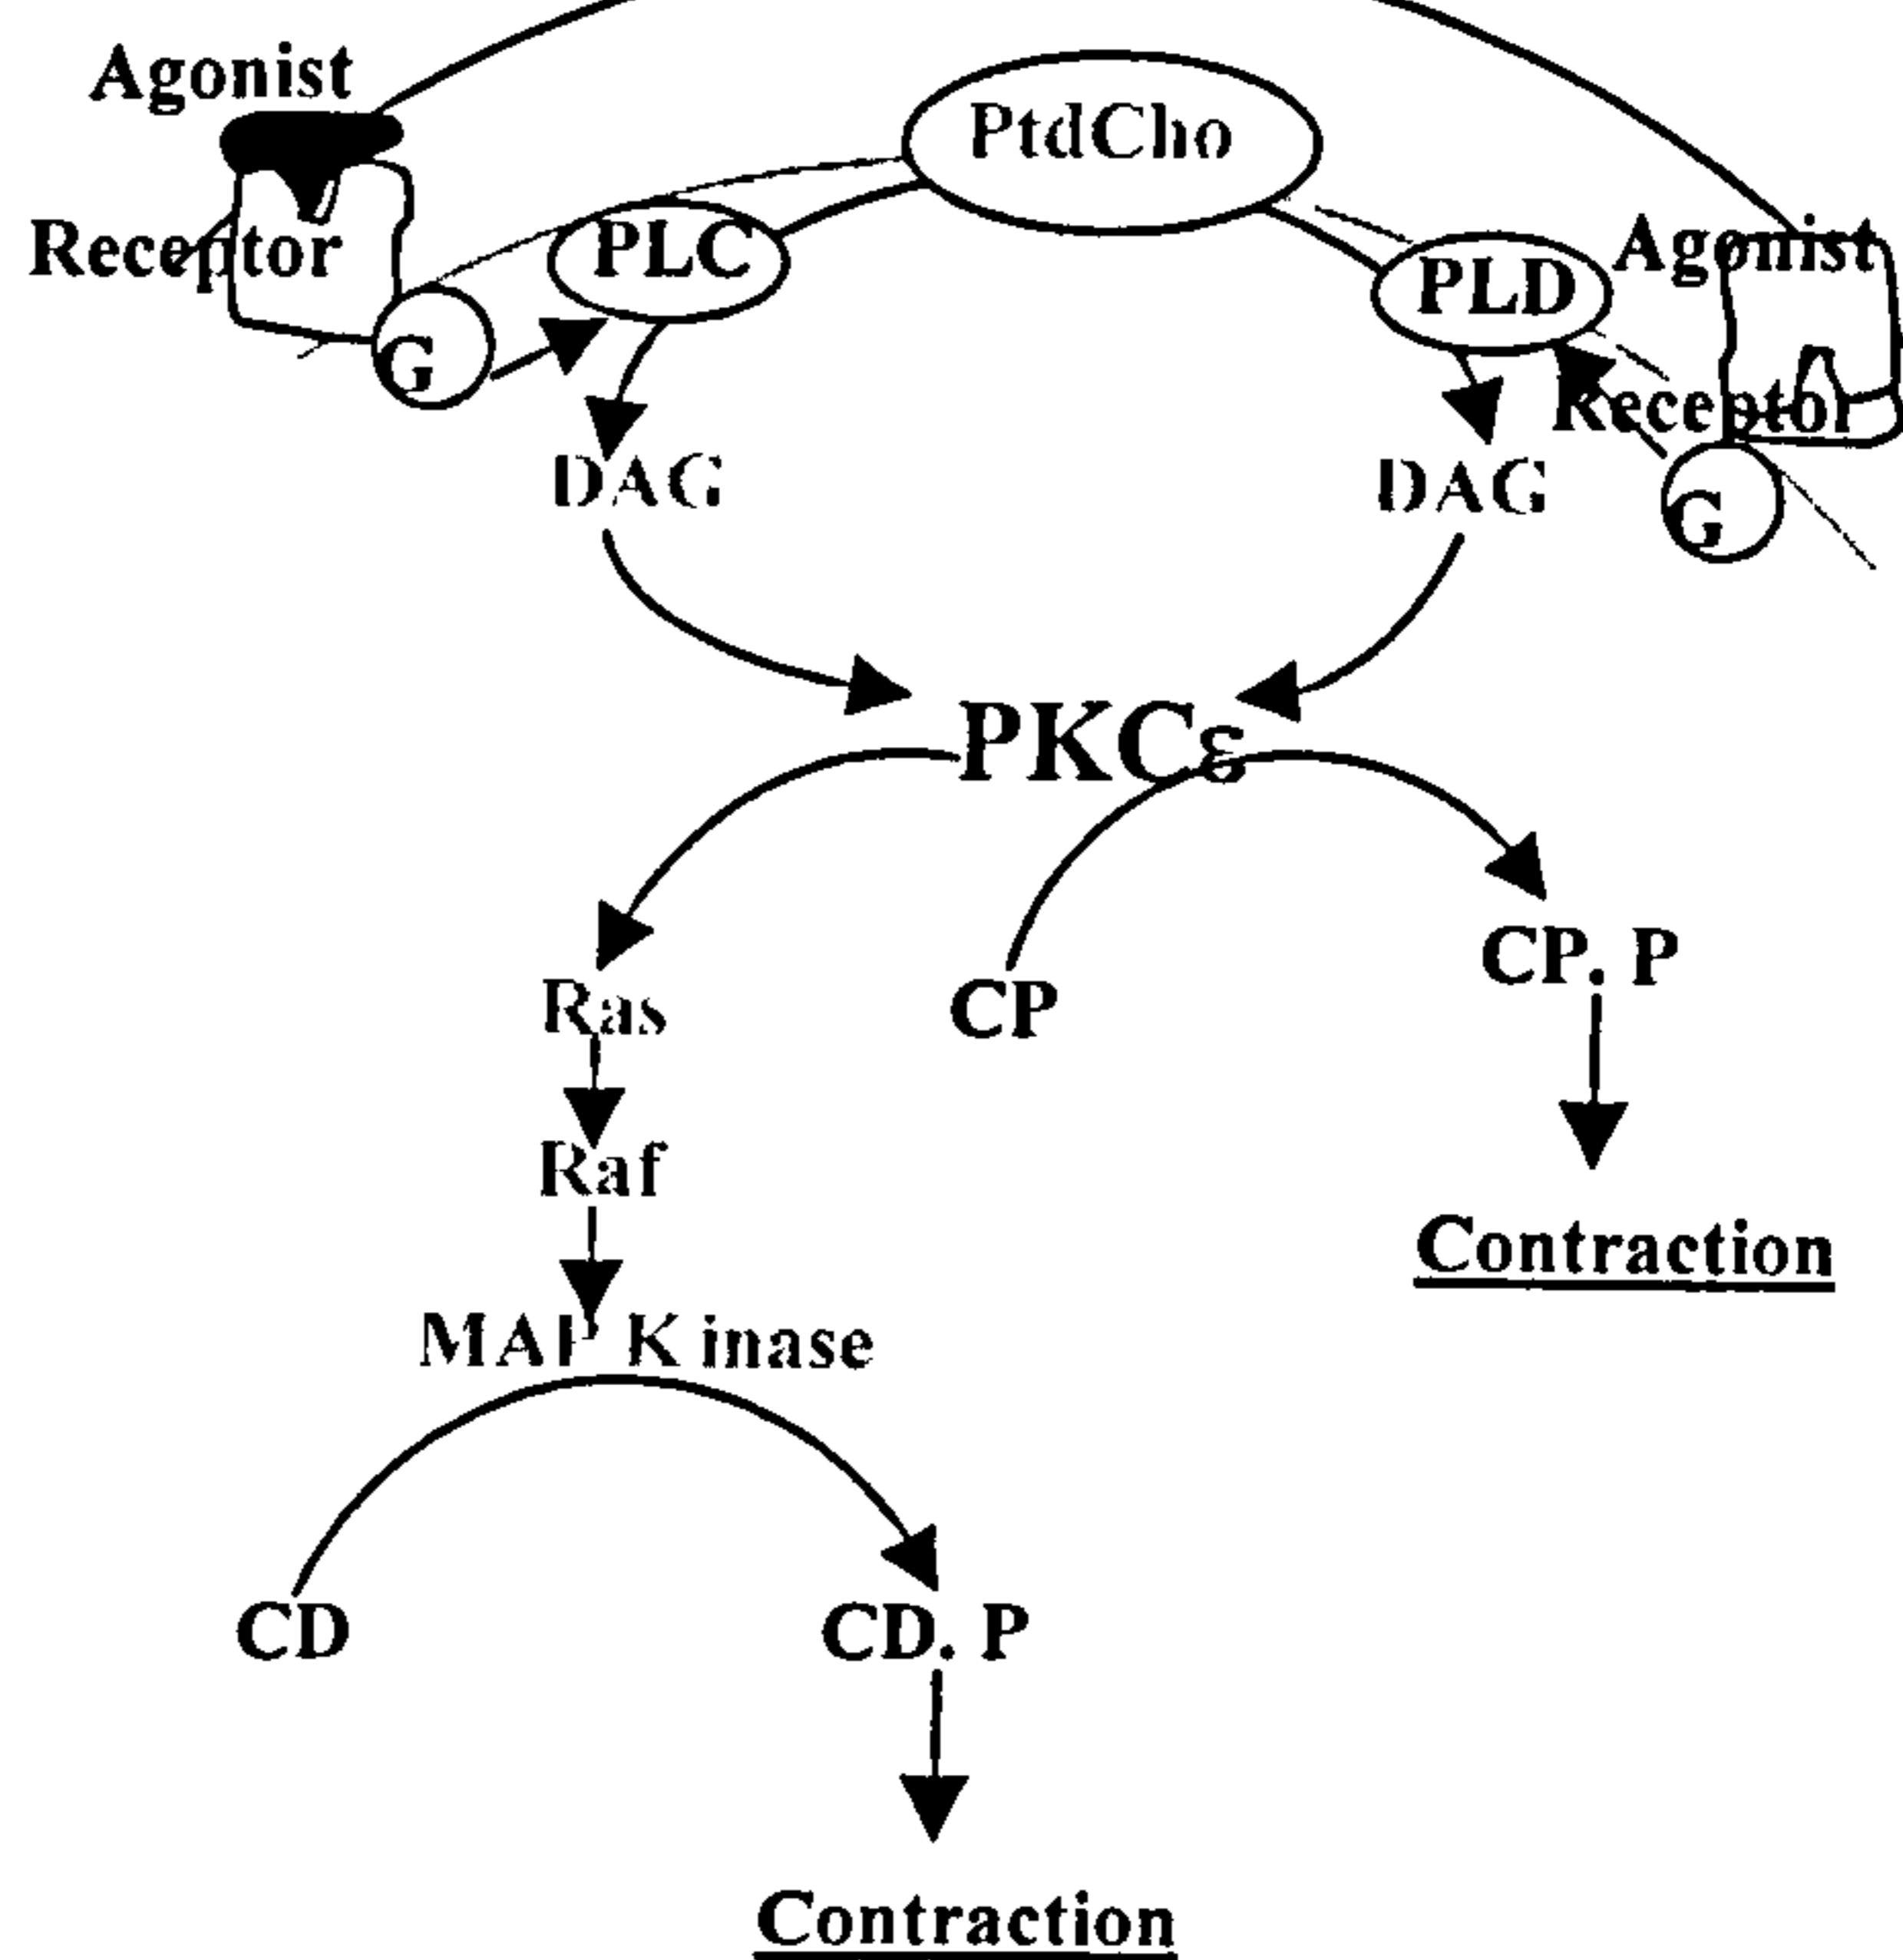 Agonist
PtdCho
Receptor
PLC
PLD
Agonist
G
Receptor
DAG
DAG
G
PKCε
Ras
CP
CP. P
Raf
Contraction
MAP Kinase
CD
CD. P
Contraction